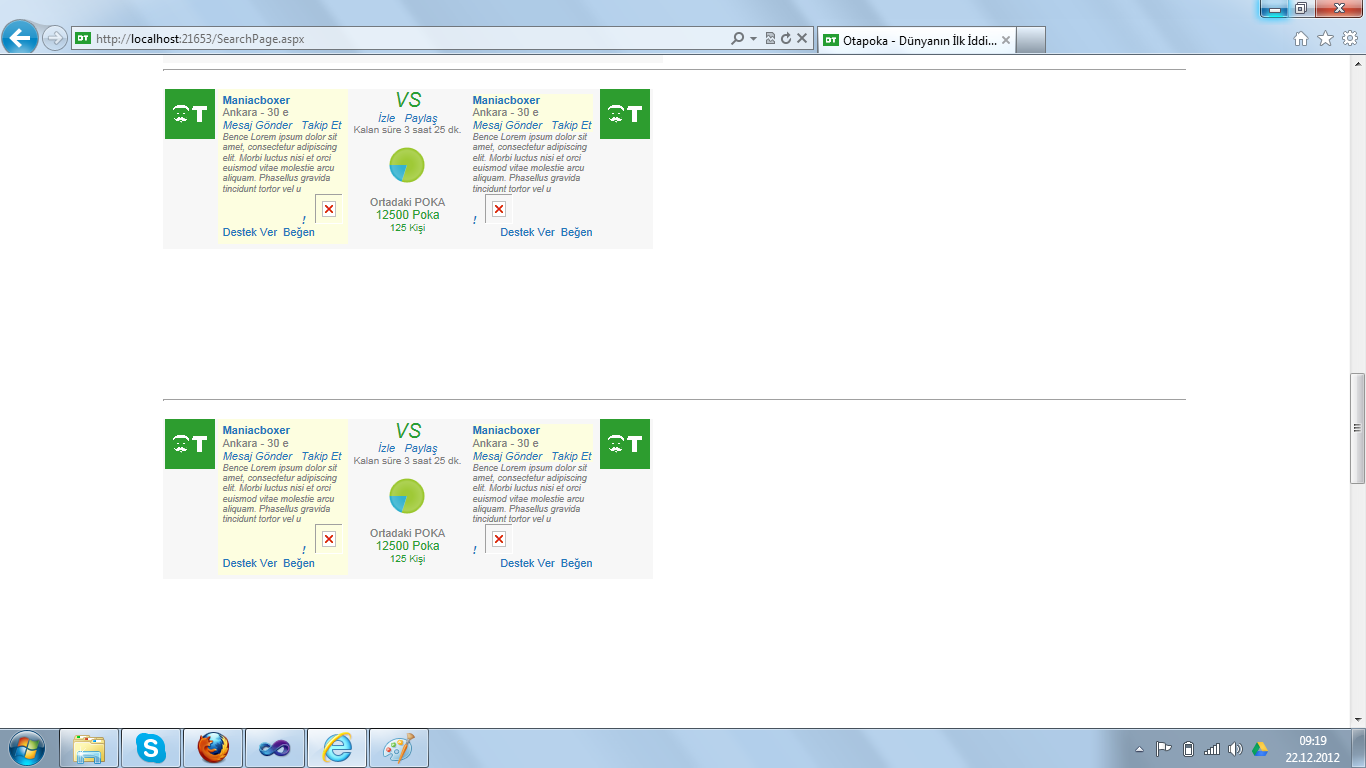 http://localhost:21653/SearchPage.aspx
DT Otapoka - Dünyanın İlk İddi...
T
Maniacboxer
Ankara - 30 e
Mesaj Gönder Takip Et
Bence Lorem ipsum dolor sit
amet, consectetur adipiscing
elit. Morbi luctus nisi et orci
euismod vitae molestie arcu
aliquam. Phasellus gravida
tincidunt tortor vel u
!
Destek Ver Beğen
VS
İzle Paylaş
Kalan süre 3 saat 25 dk.
Ortadaki POKA
12500 Poka
125 Kişi
Maniacboxer
Ankara - 30 e
Mesaj Gönder Takip Et
Bence Lorem ipsum dolor sit
amet, consectetur adipiscing
elit. Morbi luctus nisi et orci
euismod vitae molestie arcu
aliquam. Phasellus gravida
tincidunt tortor vel u
!
Destek Ver Beğen
T
T
Maniacboxer
Ankara - 30 e
Mesaj Gönder Takip Et
Bence Lorem ipsum dolor sit
amet, consectetur adipiscing
elit. Morbi luctus nisi et orci
euismod vitae molestie arcu
aliquam. Phasellus gravida
tincidunt tortor vel u
!
Destek Ver Beğen
VS
İzle Paylaş
Kalan süre 3 saat 25 dk.
Ortadaki POKA
12500 Poka
125 Kişi
Maniacboxer
Ankara - 30 e
Mesaj Gönder Takip Et
Bence Lorem ipsum dolor sit
amet, consectetur adipiscing
elit. Morbi luctus nisi et orci
euismod vitae molestie arcu
aliquam. Phasellus gravida
tincidunt tortor vel u
!
Destek Ver Beğen
T
09:19
22.12.2012